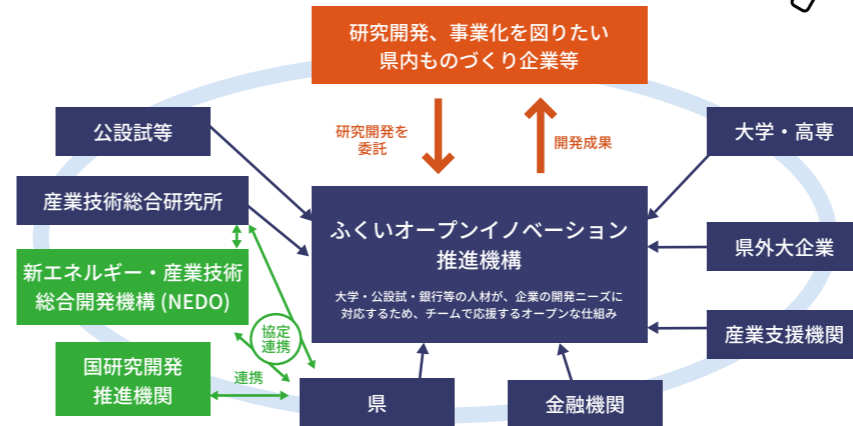 研究開発、事業化を図りたい
県内ものづくり企業等
研究開発を
委託
開発成果
公設試等
大学・高専
産業技術総合研究所
ふくいオープンイノベーション
推進機構
大学・公設試・銀行等の人材が、企業の開発ニーズに
対応するため、チームで応援するオープンな仕組み
県外大企業
新エネルギー・産業技術
総合開発機構 (NEDO)
協定
連携
産業支援機関
国研究開発
推進機関
連携
県
金融機関